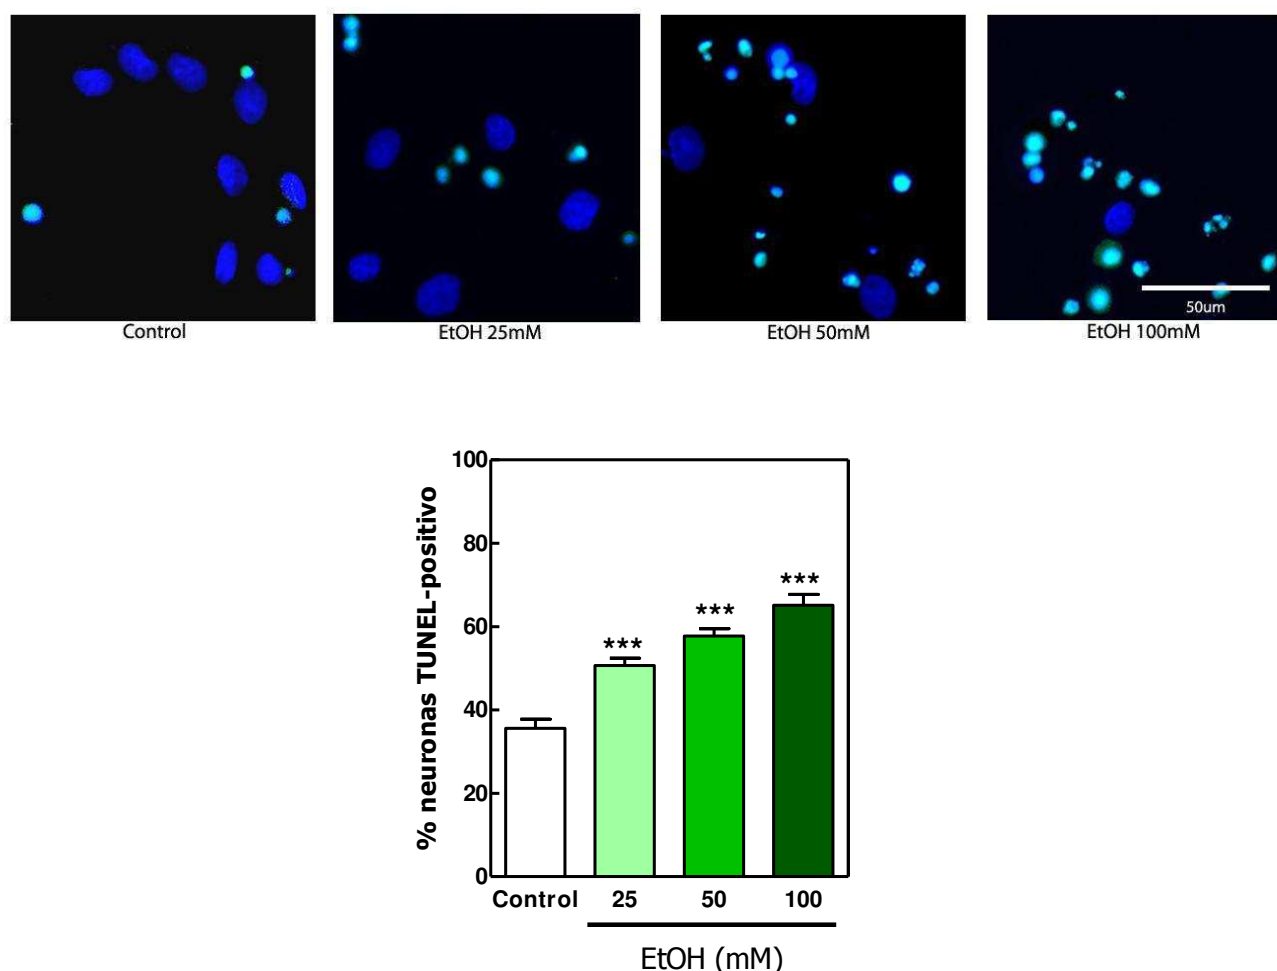 Control
EtOH 25mM
EtOH 50mM
EtOH 100mM
50um
% neuronas TUNEL-positivo
100
80
60
40
20
0
***
***
***
Control 25 50 100
EtOH (mM)